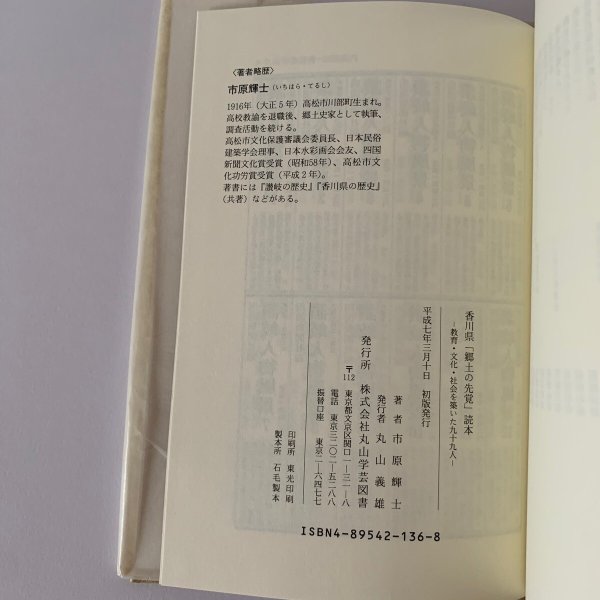 〈著者略歴〉
市原輝士（いちはら・てるし）
1916年（大正５年）高松市川部町生まれ。
高校教諭を退職後、郷土史家として執筆、
調査活動を続ける。
高松市文化保護審議会委員長、日本民俗
建築学会理事、日本水彩画会会友、四国
新聞文化賞受賞（昭和58年）、高松市文
化功労賞受賞（平成２年）。
著書には『讃岐の歴史』『香川県の歴史』
（共著）などがある。
香川県「郷土の先覚」読本
－教育・文化・社会を築いた九十九人－
平成七年三月十日　初版発行
著者　市原輝士
発行者　丸山義雄
発行所　株式会社丸山学芸図書
〒112　東京都文京区関口一－三一－八
電話　東京三二〇二－五二八八
振替口座　東京二－六四七七
印刷所　東光印刷
製本所　石毛製本
ISBN4-89542-136-8